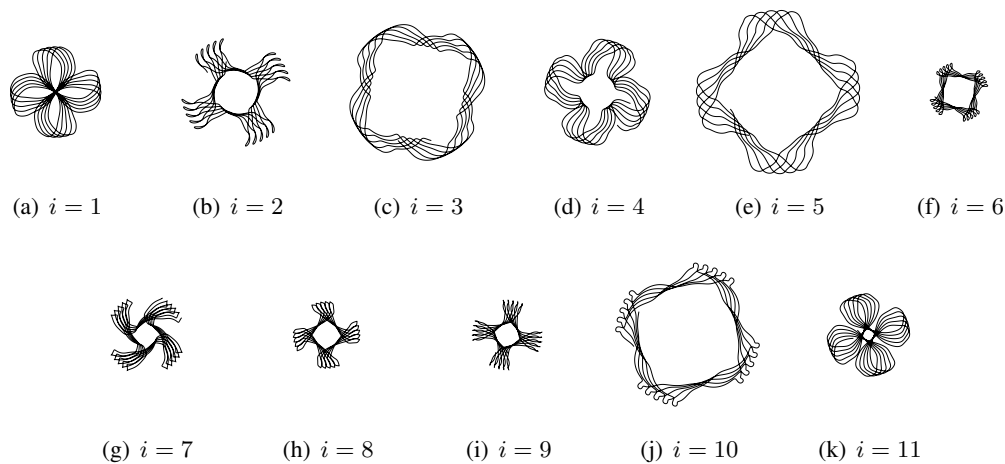 (a) i = 1 (b) i = 2 (c) i = 3 (d) i = 4 (e) i = 5 (f) i = 6
(g) i = 7 (h) i = 8 (i) i = 9 (j) i = 10 (k) i = 11